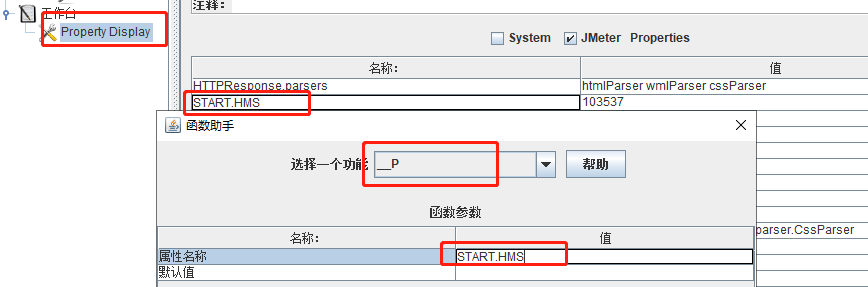 工作台
Property Display
注释:
System JMeter Properties
名称: 值
HTTPResponse.parsers htmlParser wmlParser cssParser
START.HMS 103537
函数助手
选择一个功能 __P 帮助
函数参数
名称: 值
parser.CssParser
属性名称 START.HMS
默认值